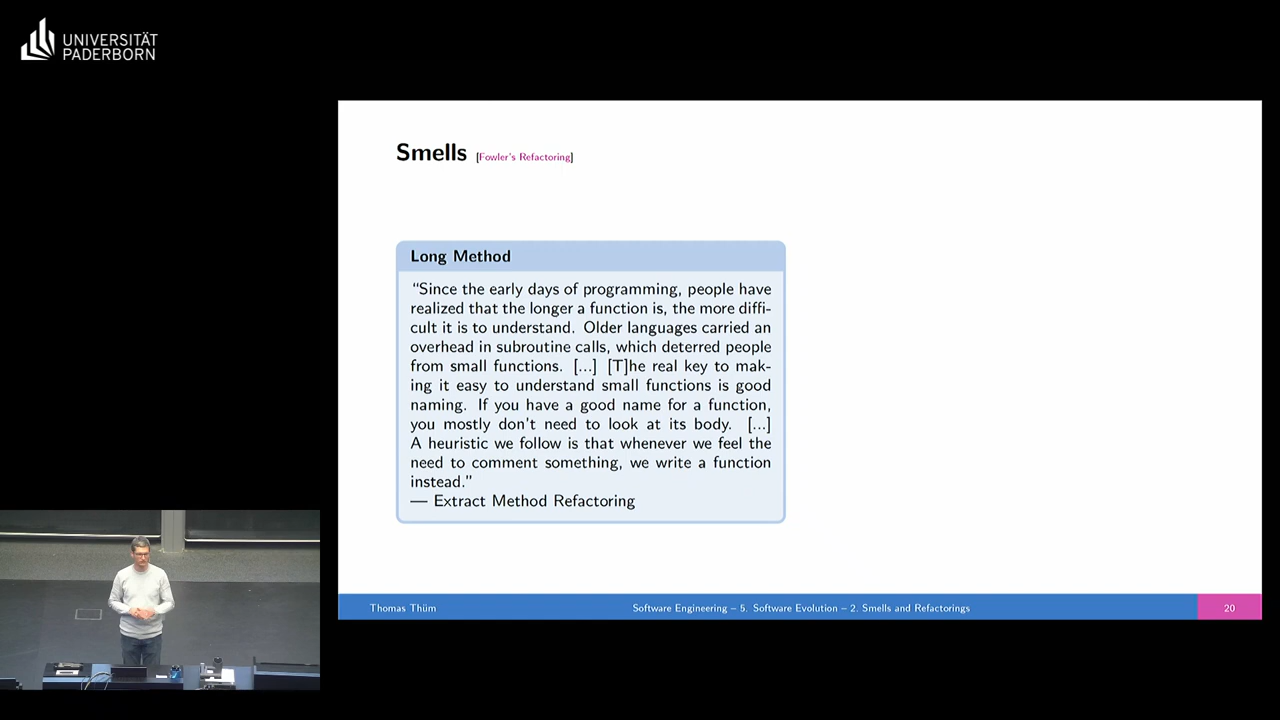 UNIVERSITÄT
PADERBORN
Smells [Fowler's Refactoring]
Long Method
“Since the early days of programming, people have
realized that the longer a function is, the more diffi-
cult it is to understand. Older languages carried an
overhead in subroutine calls, which deterred people
from small functions. [...] [T]he real key to mak-
ing it easy to understand small functions is good
naming. If you have a good name for a function,
you mostly don't need to look at its body. [...]
A heuristic we follow is that whenever we feel the
need to comment something, we write a function
instead.”
— Extract Method Refactoring
Thomas Thüm
Software Engineering – 5. Software Evolution – 2. Smells and Refactorings
20